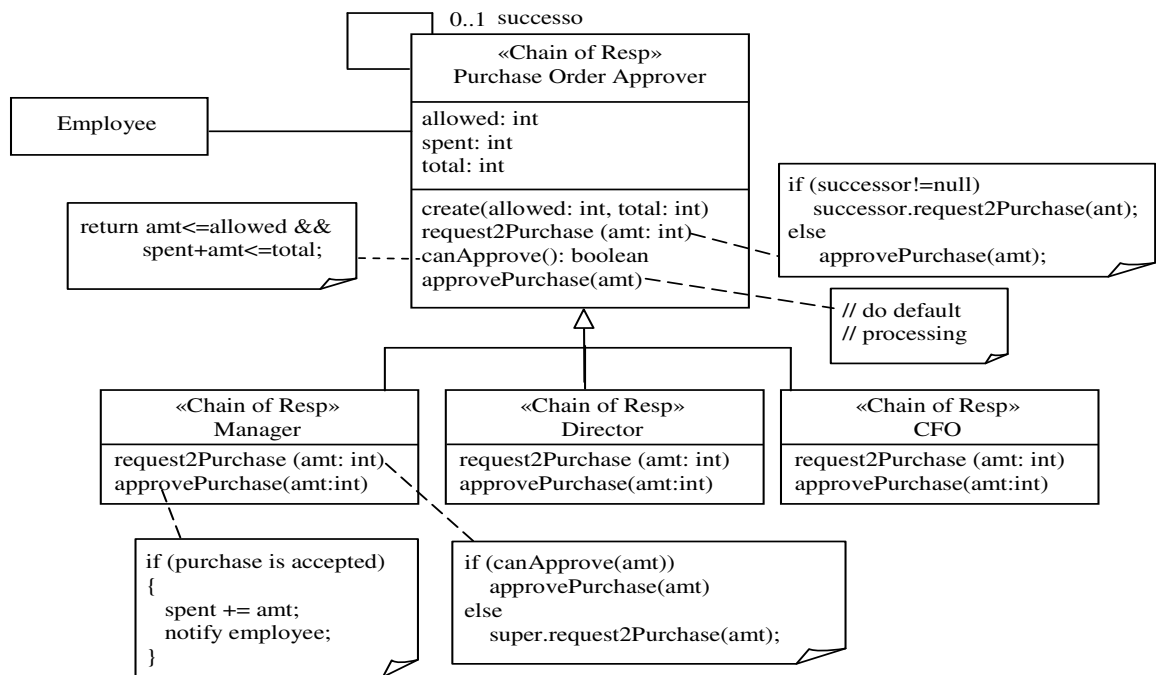 0..1 successo
«Chain of Resp»
Purchase Order Approver
Employee
allowed: int
spent: int
total: int
create(allowed: int, total: int)
request2Purchase (amt: int)
canApprove(): boolean
approvePurchase(amt)
return amt<=allowed &&
spent+amt<=total;
if (successor!=null)
successor.request2Purchase(ant);
else
approvePurchase(amt);
// do default
// processing
«Chain of Resp»
Manager
request2Purchase (amt: int)
approvePurchase(amt:int)
«Chain of Resp»
Director
request2Purchase (amt: int)
approvePurchase(amt:int)
«Chain of Resp»
CFO
request2Purchase (amt: int)
approvePurchase(amt:int)
if (purchase is accepted)
{
spent += amt;
notify employee;
}
if (canApprove(amt))
approvePurchase(amt)
else
super.request2Purchase(amt);